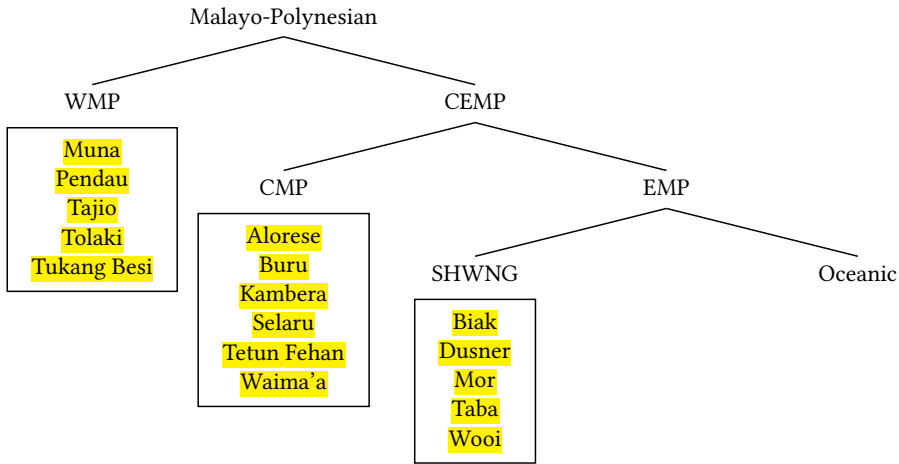 Malayo-Polynesian
WMP
CEMP
Muna
Pendau
Tajio
Tolaki
Tukang Besi
CMP
EMP
Alorese
Buru
Kambera
Selaru
Tetun Fehan
Waima'a
SHWNG
Oceanic
Biak
Dusner
Mor
Taba
Wooi